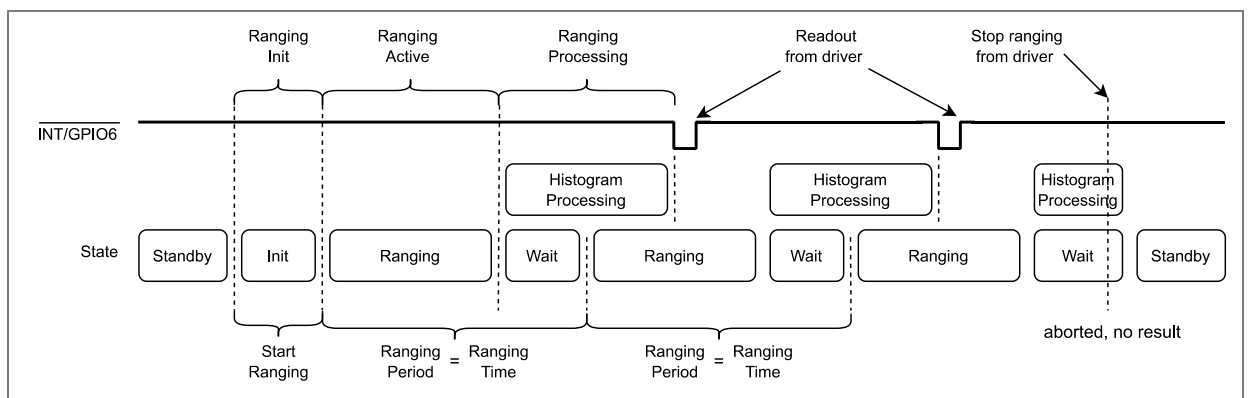 Ranging
Init
Ranging
Active
Ranging
Processing
Readout
from driver
Stop ranging
from driver
INT/GPIO6
Histogram
Processing
Histogram
Processing
Histogram
Processing
State
Standby
Init
Ranging
Wait
Ranging
Wait
Ranging
Wait
Standby
aborted, no result
Start
Ranging
Ranging
Period
=
Ranging
Time
Ranging
Period
=
Ranging
Time